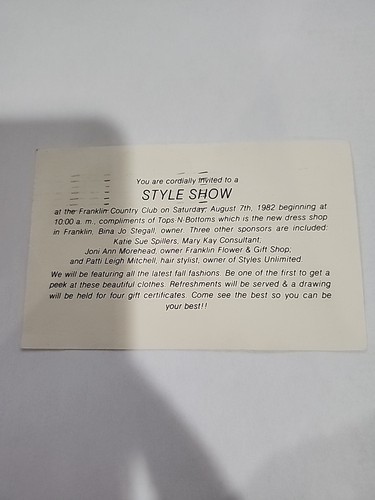 You are cordially invited to a
STYLE SHOW
at the Franklin Country Club on Saturday, August 7th, 1982 beginning at
10:00 a. m., compliments of Tops N Bottoms which is the new dress shop
in Franklin, Bina Jo Stegall, owner. Three other sponsors are included:
Katie Sue Spillers, Mary Kay Consultant;
Joni Ann Morehead, owner Franklin Flower & Gift Shop;
and Patti Leigh Mitchell, hair stylist, owner of Styles Unlimited.
We will be featuring all the latest fall fashions. Be one of the first to get a
peek at these beautiful clothes. Refreshments will be served & a drawing
will be held for four gift certificates. Come see the best so you can be
your best!!